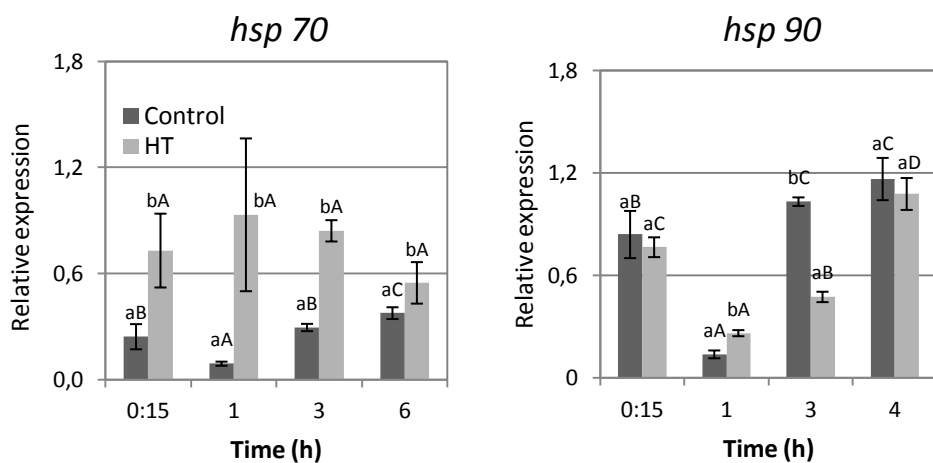 hsp 70
Relative expression
1,8
1,2
0,6
0,0
Control
HT
aB
bA
aA
bA
aB
bA
aC
bA
0:15 1 3 6
Time (h)
hsp 90
Relative expression
1,8
1,2
0,6
0
aB
aC
aA
bA
bC
aB
aC
aD
0:15 1 3 4
Time (h)